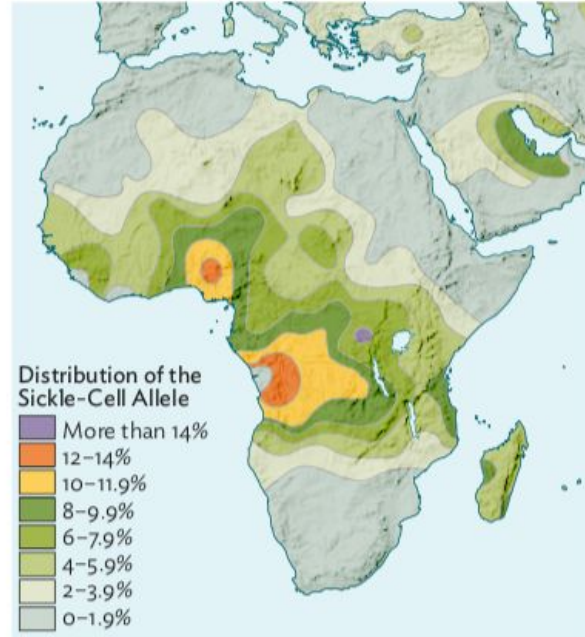 Distribution of the
Sickle-Cell Allele
More than 14%
12–14%
10–11.9%
8–9.9%
6–7.9%
4–5.9%
2–3.9%
0–1.9%